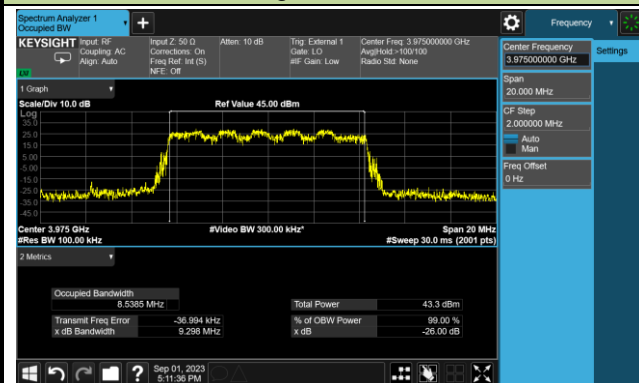 Spectrum Analyzer 1
Occupied BW
Frequency
KEYSIGHT
Input: RF
Coupling: AC
Align: Auto
Input Z: 50 Ω
Corrections: On
Freq Ref: Int (S)
NFE: Off
Atten: 10 dB
Trig: External 1
Gate: LO
#IF Gain: Low
Center Freq: 3.975000000 GHz
Avg|Hold:>100/100
Radio Std: None
Center Frequency
3.975000000 GHz
Settings
Span
20.000 MHz
CF Step
2.000000 MHz
Auto
Man
Freq Offset
0 Hz
1 Graph
Scale/Div 10.0 dB
Ref Value 45.00 dBm
Log
35.0
25.0
15.0
5.00
-5.00
-15.0
-25.0
-35.0
-45.0
Center 3.975 GHz
#Video BW 300.00 kHz*
Span 20 MHz
#Res BW 100.00 kHz
#Sweep 30.0 ms (2001 pts)
2 Metrics
Occupied Bandwidth
8.5385 MHz
Total Power
43.3 dBm
Transmit Freq Error
-36.994 kHz
% of OBW Power
99.00 %
x dB Bandwidth
9.298 MHz
x dB
-26.00 dB
?
Sep 01, 2023
5:11:36 PM